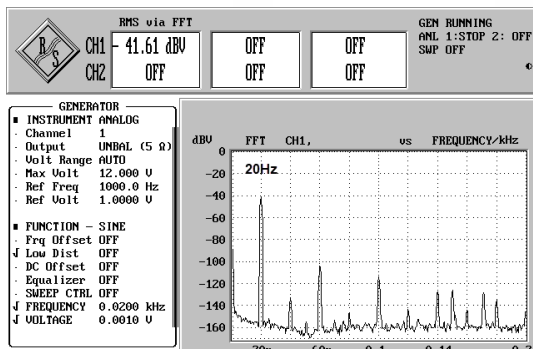 RMS via FFT
CH1 - 41.61 dBV OFF OFF
CH2 OFF OFF OFF
R S
GEN RUNNING
ANL 1:STOP 2: OFF
SWP OFF
GENERATOR
INSTRUMENT ANALOG
Channel 1
Output UNBAL (5 Ω)
Volt Range AUTO
Max Volt 12.000 V
Ref Freq 1000.0 Hz
Ref Volt 1.0000 V
FUNCTION – SINE
Frq Offset OFF
Low Dist OFF
DC Offset OFF
Equalizer OFF
SWEEP CTRL OFF
FREQUENCY 0.0200 kHz
VOLTAGE 0.0010 V
dBV FFT CH1, vs FREQUENCY/kHz
0
20Hz
-20
-40
-60
-80
-100
-120
-140
-160